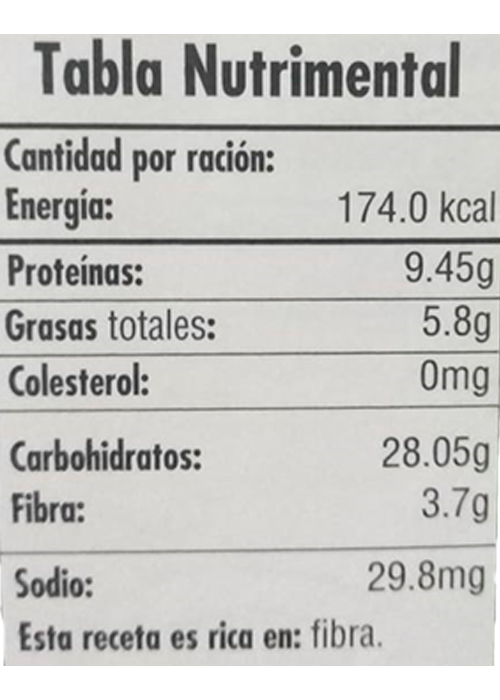 Tabla Nutrimental
Cantidad por ración:
Energía: 174.0 kcal
Proteínas: 9.45g
Grasas totales: 5.8g
Colesterol: 0mg
Carbohidratos: 28.05g
Fibra: 3.7g
Sodio: 29.8mg
Esta receta es rica en: fibra.